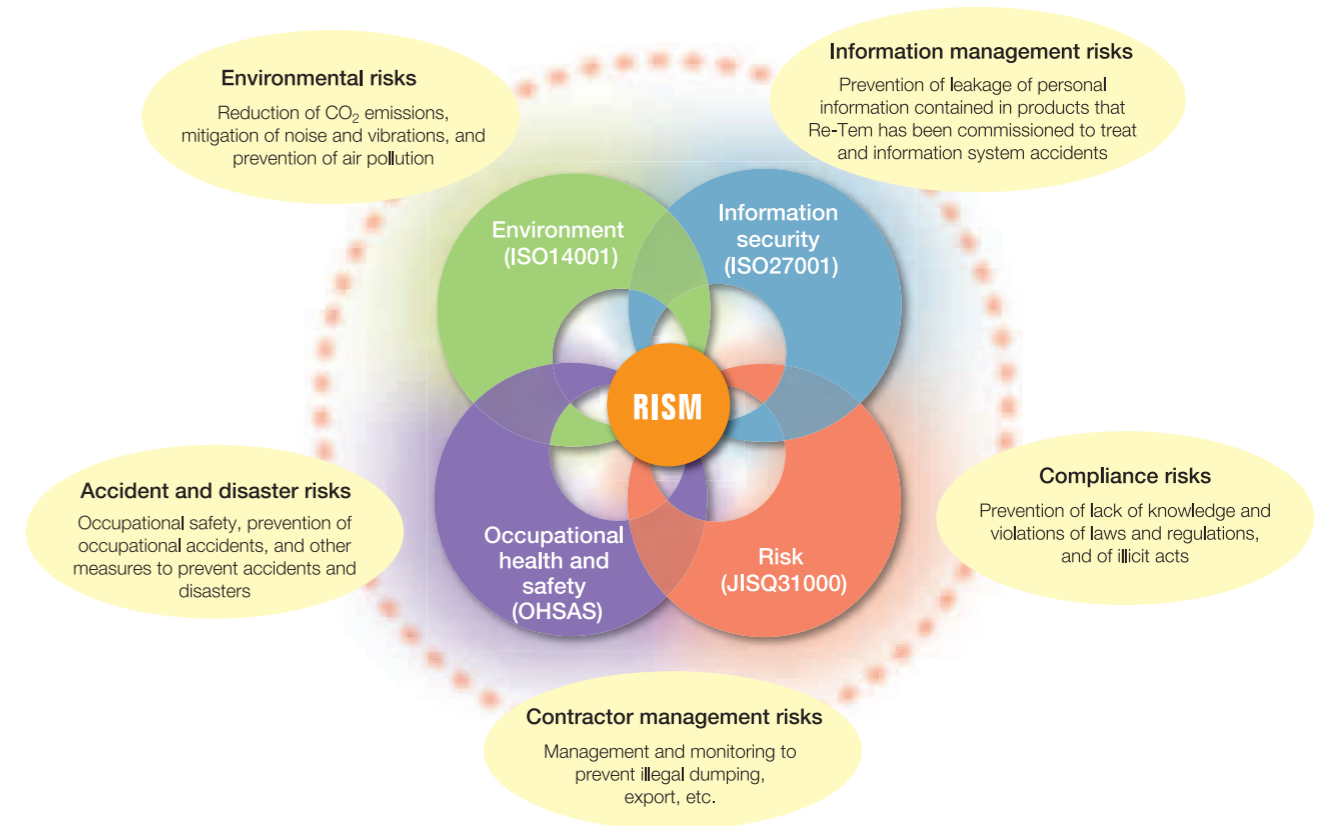 Environmental risks
Reduction of CO₂ emissions,
mitigation of noise and vibrations, and
prevention of air pollution
Information management risks
Prevention of leakage of personal
information contained in products that
Re-Tem has been commissioned to treat
and information system accidents
Environment
(ISO14001)
Information
security
(ISO27001)
RISM
Accident and disaster risks
Occupational safety, prevention of
occupational accidents, and other
measures to prevent accidents and
disasters
Occupational
health and
safety
(OHSAS)
Risk
(JISQ31000)
Compliance risks
Prevention of lack of knowledge and
violations of laws and regulations,
and of illicit acts
Contractor management risks
Management and monitoring to
prevent illegal dumping,
export, etc.